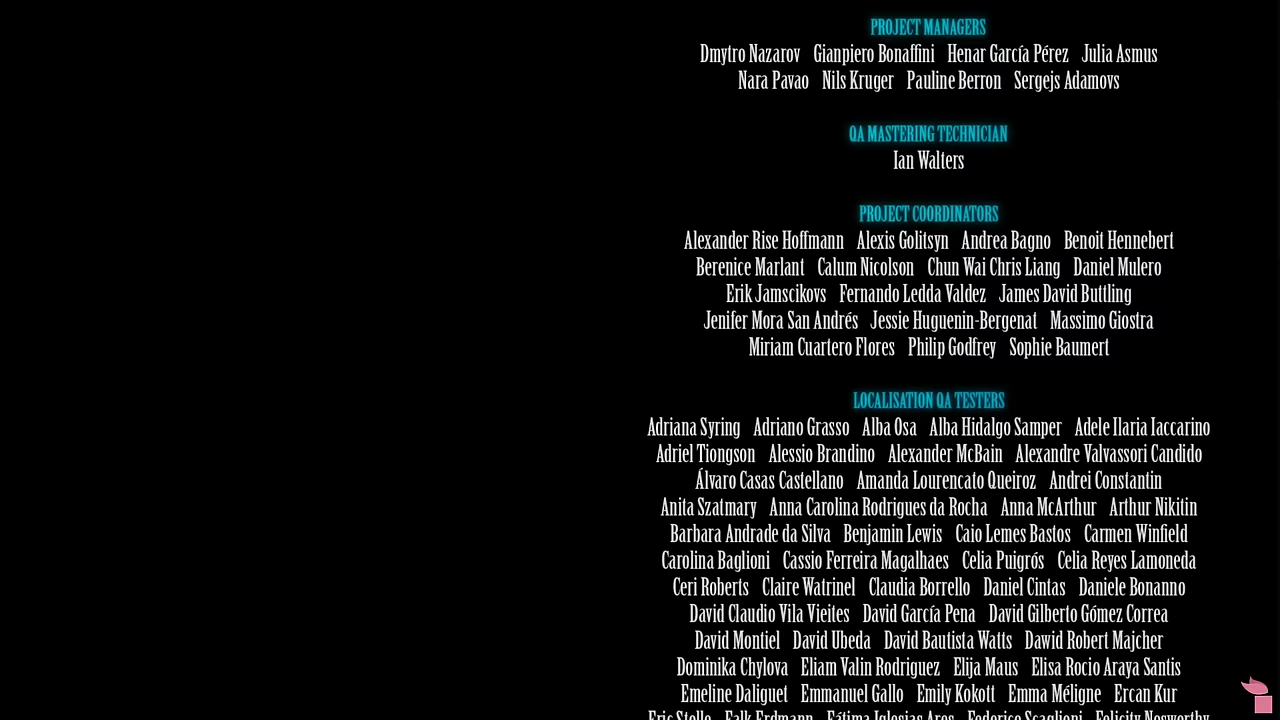 PROJECT MANAGERS
Dmytro Nazarov Gianpiero Bonaffini Henar García Pérez Julia Asmus
Nara Pavao Nils Kruger Pauline Berron Sergejs Adamovs
QA MASTERING TECHNICIAN
Ian Walters
PROJECT COORDINATORS
Alexander Rise Hoffmann Alexis Golitsyn Andrea Bagno Benoit Hennebert
Berenice Marlant Calum Nicolson Chun Wai Chris Liang Daniel Mulero
Erik Jamscikovs Fernando Ledda Valdez James David Buttling
Jenifer Mora San Andrés Jessie Huguenin-Bergenat Massimo Giostra
Miriam Cuartero Flores Philip Godfrey Sophie Baumert
LOCALISATION QA TESTERS
Adriana Syring Adriano Grasso Alba Osa Alba Hidalgo Samper Adele Ilaria Iaccarino
Adriel Tiongson Alessio Brandino Alexander McBain Alexandre Valvassori Candido
Álvaro Casas Castellano Amanda Lourencato Queiroz Andrei Constantin
Anita Szatmary Anna Carolina Rodrigues da Rocha Anna McArthur Arthur Nikitin
Barbara Andrade da Silva Benjamin Lewis Caio Lemes Bastos Carmen Winfield
Carolina Baglioni Cassio Ferreira Magalhaes Celia Puigrós Celia Reyes Lamoneda
Ceri Roberts Claire Watrinel Claudia Borrello Daniel Cintas Daniele Bonanno
David Claudio Vila Vieites David García Pena David Gilberto Gómez Correa
David Montiel David Ubeda David Bautista Watts Dawid Robert Majcher
Dominika Chylova Eliam Valin Rodriguez Elija Maus Elisa Rocio Araya Santis
Emeline Daliguet Emmanuel Gallo Emily Kokott Emma Méligne Ercan Kur
Falk Erdmann Fátima Iglesias Ares Federico Scaglioni Felicity Nosworthy